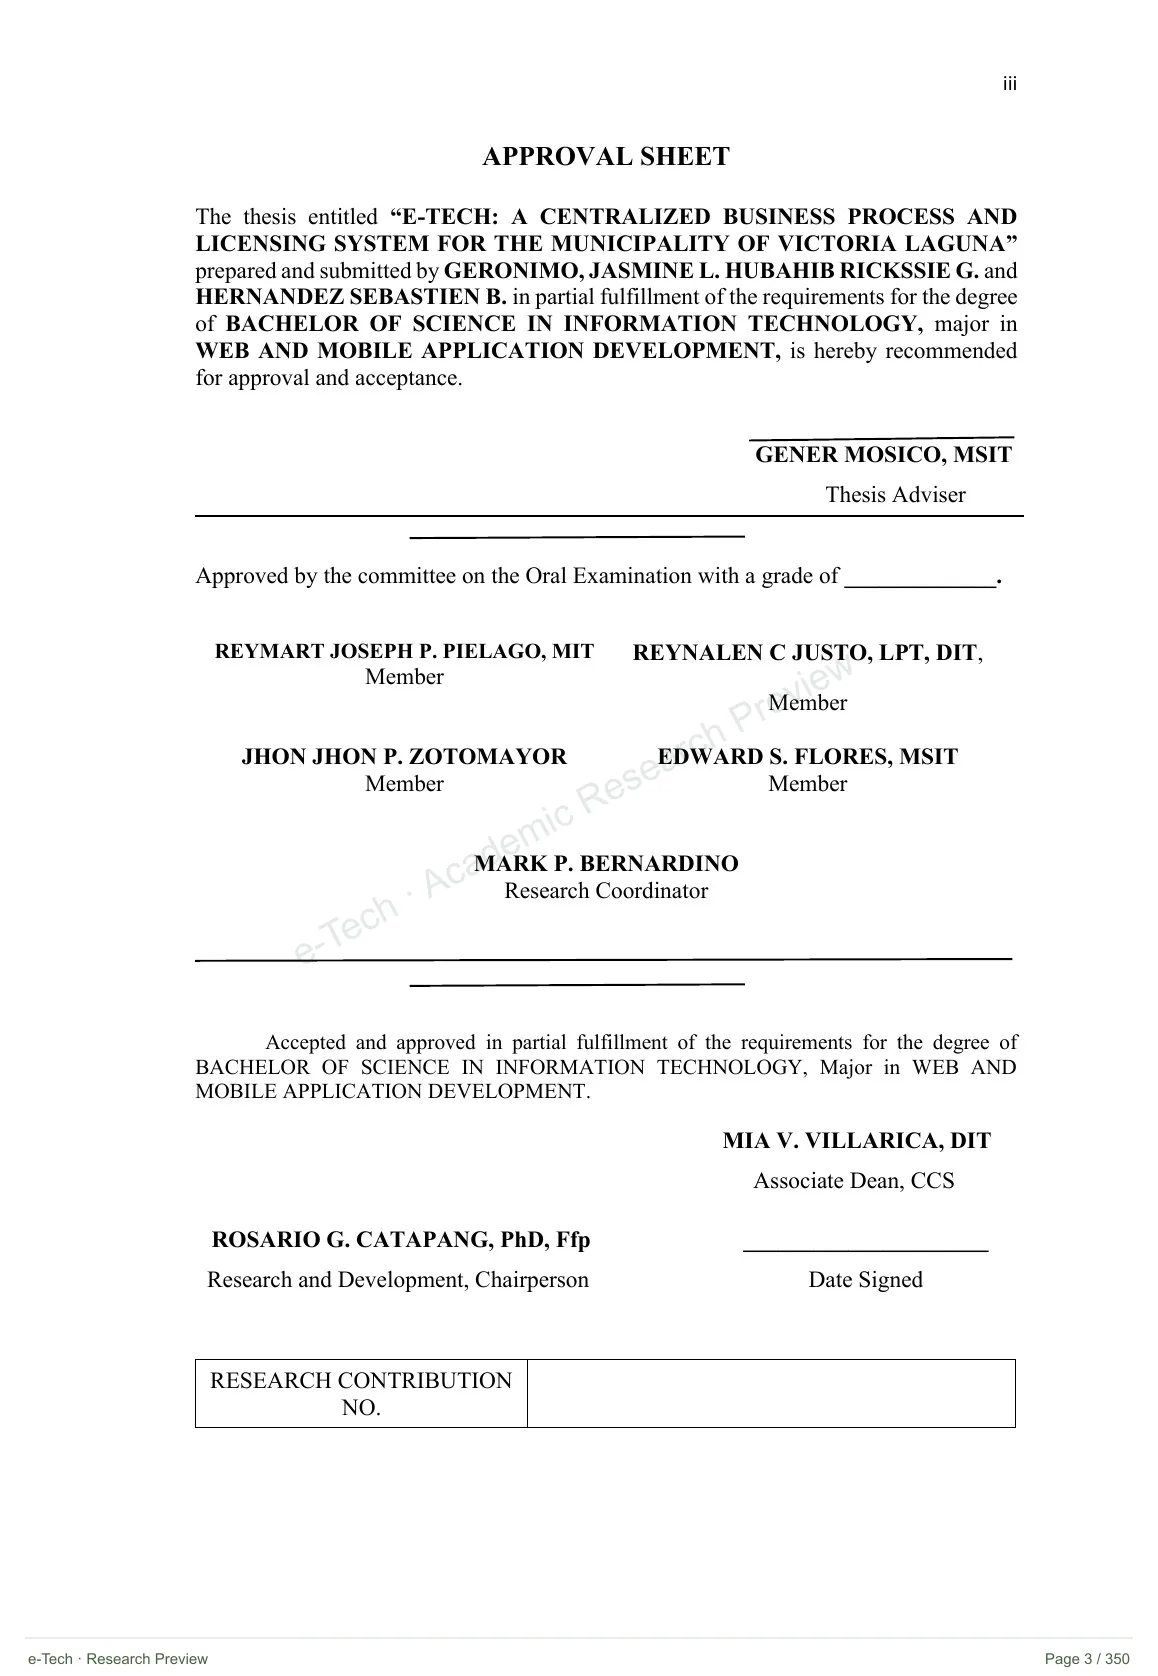 iii
APPROVAL SHEET
The thesis entitled “E-TECH: A CENTRALIZED BUSINESS PROCESS AND
LICENSING SYSTEM FOR THE MUNICIPALITY OF VICTORIA LAGUNA”
prepared and submitted by GERONIMO, JASMINE L. HUBAHIB RICKSSIE G. and
HERNANDEZ SEBASTIEN B. in partial fulfillment of the requirements for the degree
of BACHELOR OF SCIENCE IN INFORMATION TECHNOLOGY, major in
WEB AND MOBILE APPLICATION DEVELOPMENT, is hereby recommended
for approval and acceptance.
GENER MOSICO, MSIT
Thesis Adviser
Approved by the committee on the Oral Examination with a grade of _____________.
REYMART JOSEPH P. PIELAGO, MIT REYNALEN C JUSTO, LPT, DIT,
Member
Member
JHON JHON P. ZOTOMAYOR EDWARD S. FLORES, MSIT
Member Member
MARK P. BERNARDINO
Research Coordinator
e-Tech · Academic Research Preview
Accepted and approved in partial fulfillment of the requirements for the degree of
BACHELOR OF SCIENCE IN INFORMATION TECHNOLOGY, Major in WEB AND
MOBILE APPLICATION DEVELOPMENT.
MIA V. VILLARICA, DIT
Associate Dean, CCS
ROSARIO G. CATAPANG, PhD, Ffp _____________________
Research and Development, Chairperson Date Signed
RESEARCH CONTRIBUTION
NO.
e-Tech · Research Preview Page 3 / 350